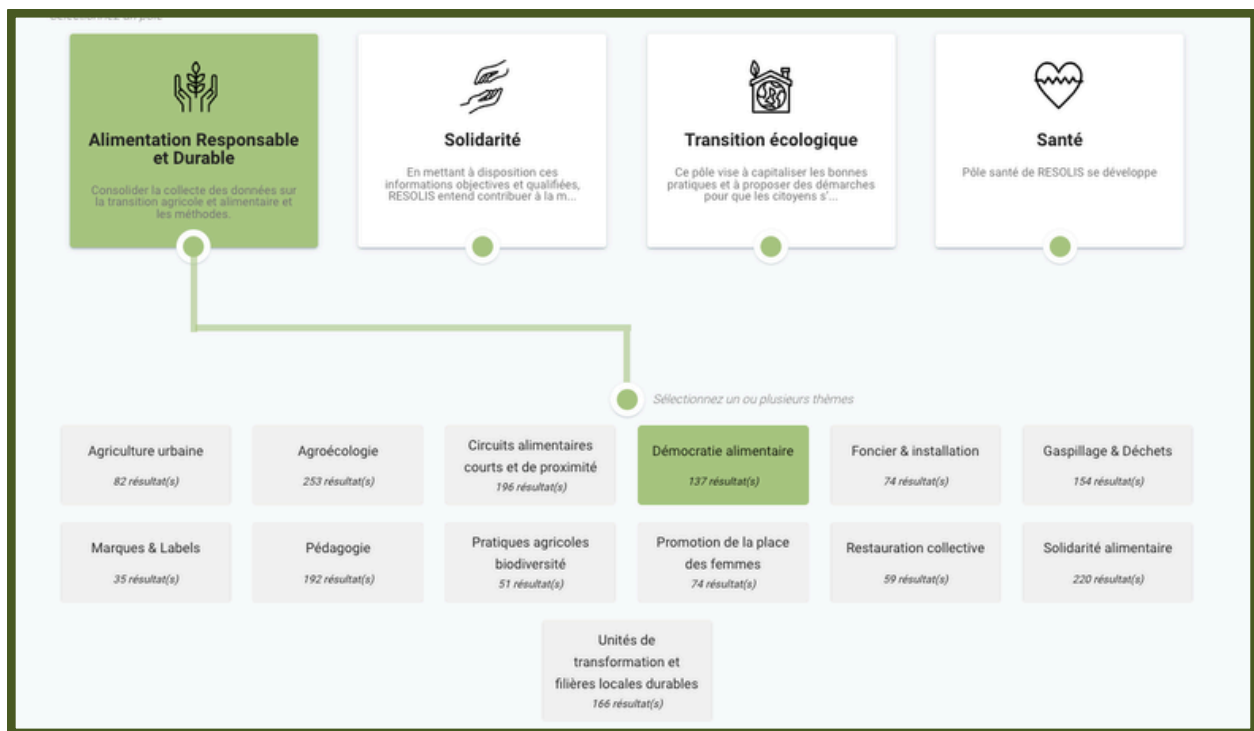 Sélectionnez un pôle
Alimentation Responsable
et Durable
Consolider la collecte des données sur
la transition agricole et alimentaire et
les méthodes.
Solidarité
En mettant à disposition ces
informations objectives et qualifiées,
RESOLIS entend contribuer à la m...
Transition écologique
Ce pôle vise à capitaliser les bonnes
pratiques et à proposer des démarches
pour que les citoyens s'...
Santé
Pôle santé de RESOLIS se développe
Sélectionnez un ou plusieurs thèmes
Agriculture urbaine
82 résultat(s)
Agroécologie
253 résultat(s)
Circuits alimentaires
courts et de proximité
196 résultat(s)
Démocratie alimentaire
137 résultat(s)
Foncier & installation
74 résultat(s)
Gaspillage & Déchets
154 résultat(s)
Marques & Labels
35 résultat(s)
Pédagogie
192 résultat(s)
Pratiques agricoles
biodiversité
51 résultat(s)
Promotion de la place
des femmes
74 résultat(s)
Restauration collective
59 résultat(s)
Solidarité alimentaire
220 résultat(s)
Unités de
transformation et
filières locales durables
166 résultat(s)